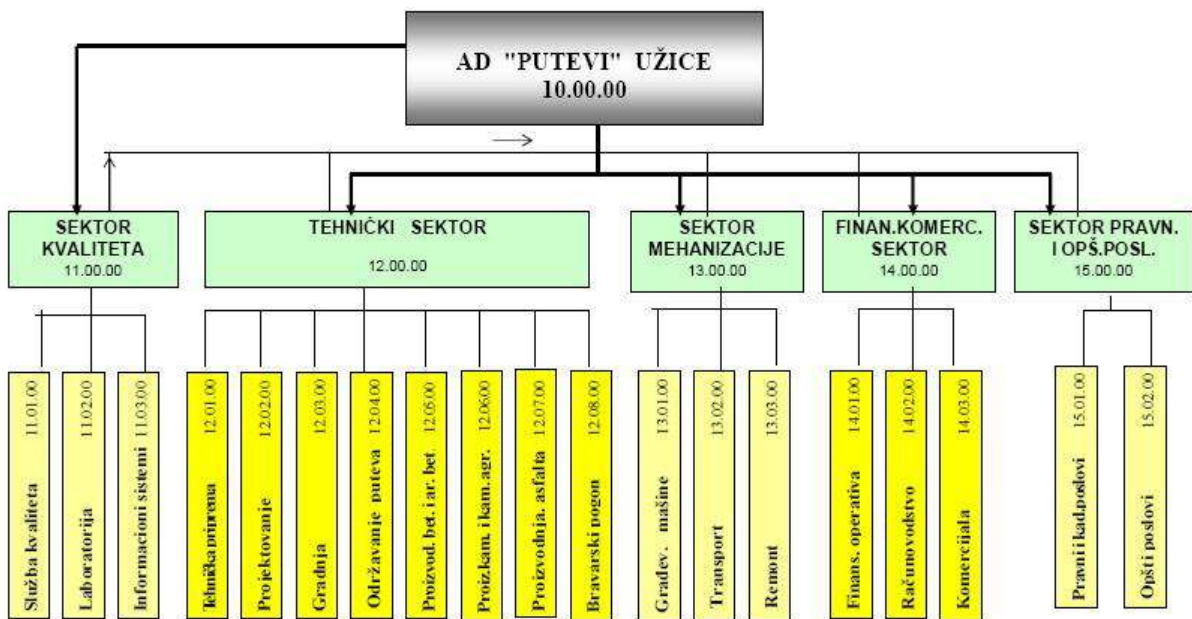 AD "PUTEVI" UŽICE
10.00.00
SEKTOR
KVALITETA
11.00.00
TEHNIČKI SEKTOR
12.00.00
SEKTOR
MEHANIZACIJE
13.00.00
FINAN.KOMERC.
SEKTOR
14.00.00
SEKTOR PRAVN.
I OPŠ.POSL.
15.00.00
Služba kvaliteta 11.01.00
Laboratorija 11.02.00
Informacioni sistemi 11.03.00
Tehnička priprema 12.01.00
Projektovanje 12.02.00
Gradnja 12.03.00
Održavanje puteva 12.04.00
Proizvod. bet. i ar. bet. 12.05.00
Proiz.kam. i kam. agr. 12.06.00
Proizvodnja. asfalta 12.07.00
Bravarski pogon 12.08.00
Građev. mašine 13.01.00
Transport 13.02.00
Remont 13.03.00
Finans. operativa 14.01.00
Računovodstvo 14.02.00
Komercijala 14.03.00
Pravni i kad.poslovi 15.01.00
Opšti poslovi 15.02.00